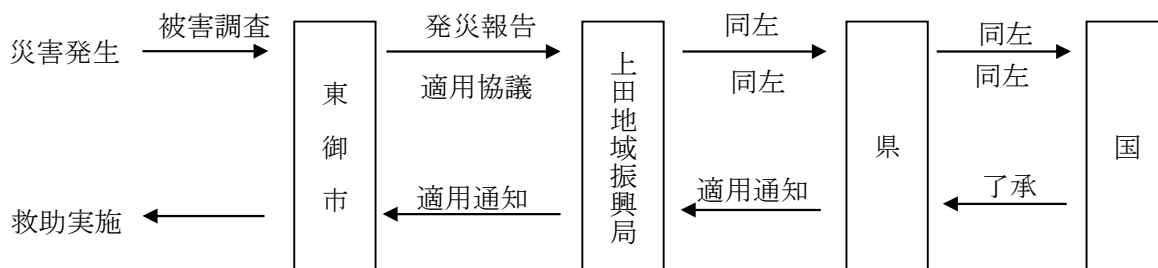 災害発生
被害調査
東御市
発災報告
適用協議
上田地域振興局
同左
同左
県
同左
同左
国
了承
適用通知
適用通知
救助実施